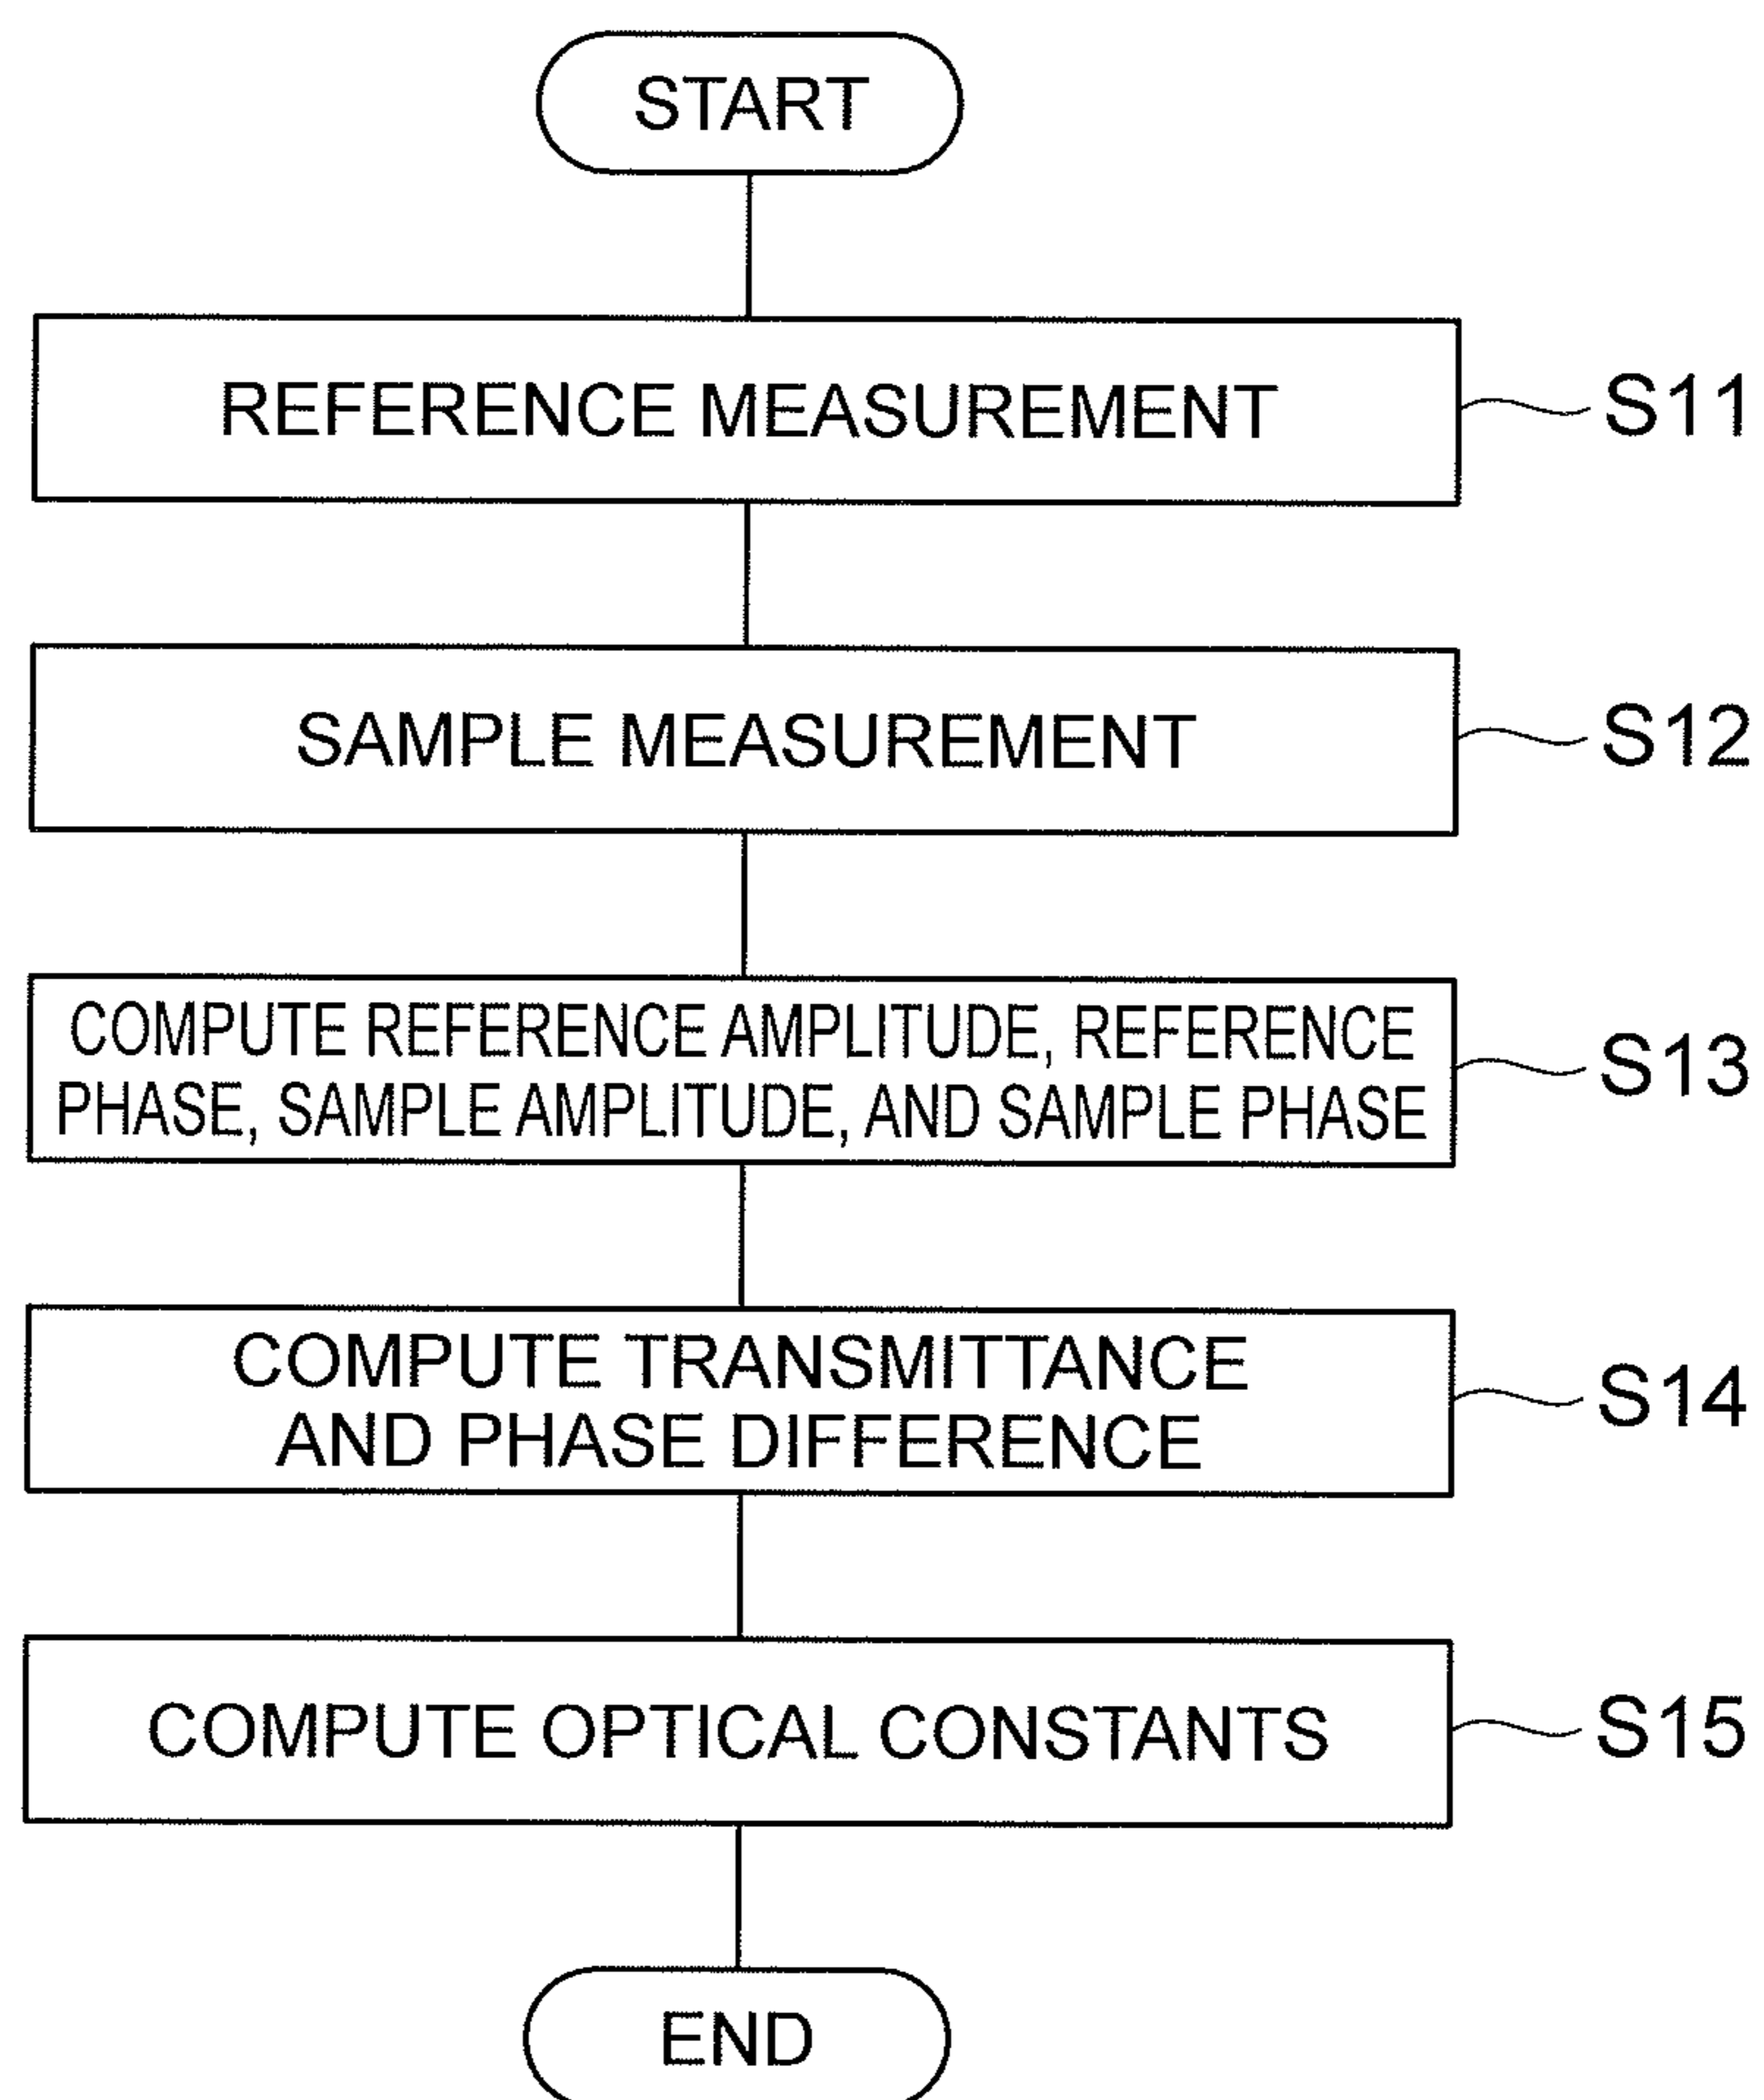 START
REFERENCE MEASUREMENT
S11
SAMPLE MEASUREMENT
S12
COMPUTE REFERENCE AMPLITUDE, REFERENCE
PHASE, SAMPLE AMPLITUDE, AND SAMPLE PHASE
S13
COMPUTE TRANSMITTANCE
AND PHASE DIFFERENCE
S14
COMPUTE OPTICAL CONSTANTS
S15
END